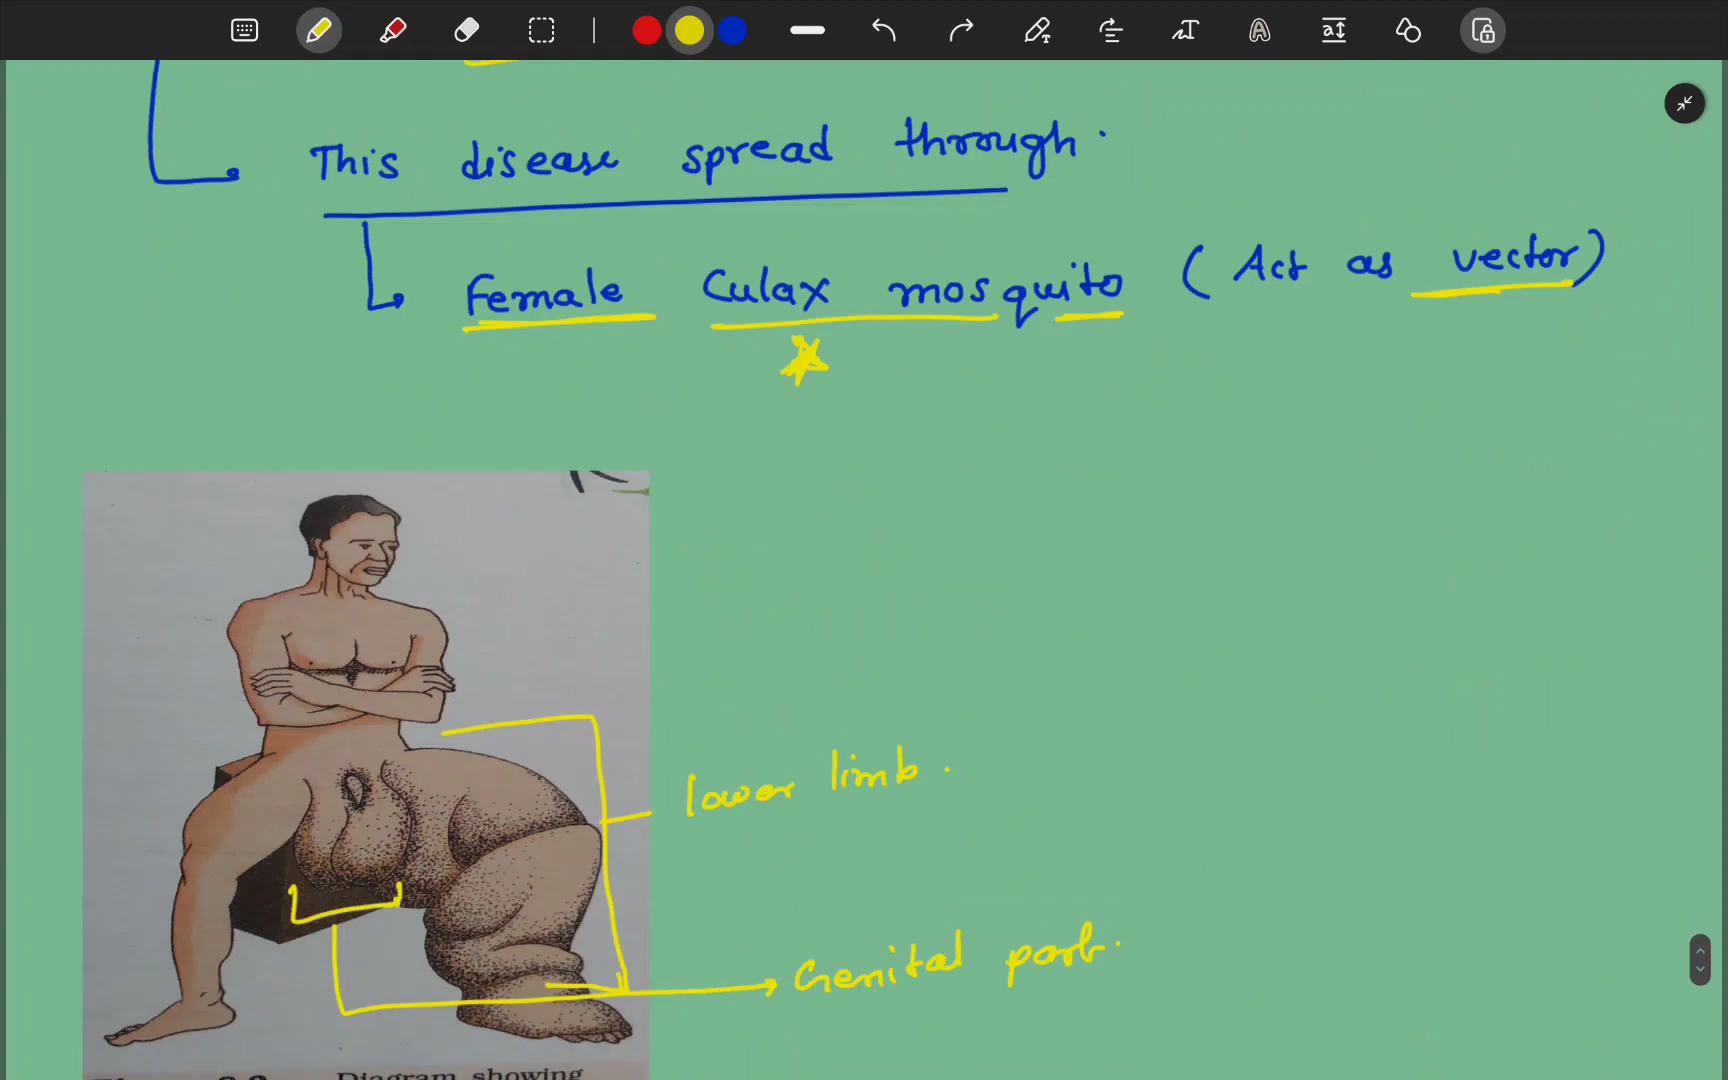 This disease spread through.
Female Culax mosquito (Act as vector)
lower limb.
Genital part.
Diagram showing